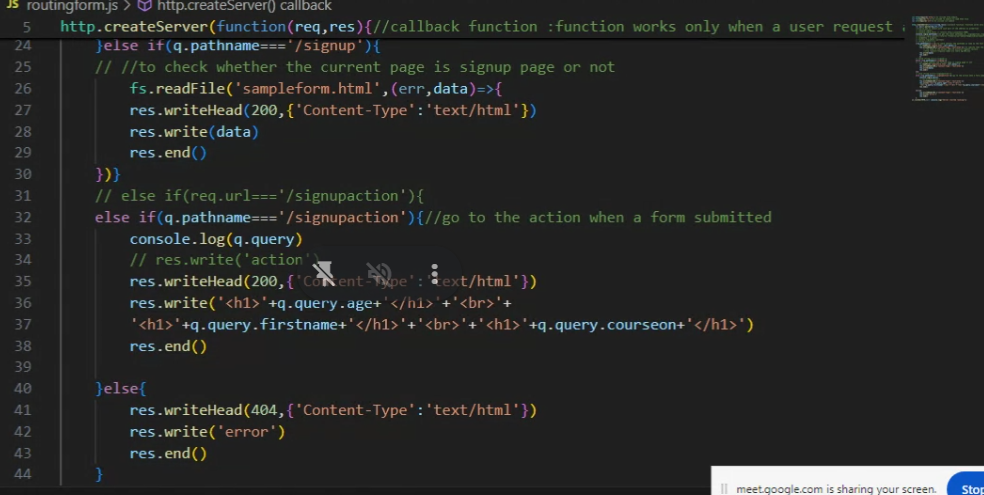 JS routingform.js > http.createServer() callback
5 http.createServer(function(req,res){//callback function :function works only when a user request
24 }else if(q.pathname==='/signup'){
25 // //to check whether the current page is signup page or not
26 fs.readFile('sampleform.html',(err,data)=>{
27 res.writeHead(200,{'Content-Type':'text/html'})
28 res.write(data)
29 res.end()
30 })}
31 // else if(req.url==='/signupaction'){
32 else if(q.pathname==='/signupaction'){//go to the action when a form submitted
33 console.log(q.query)
34 // res.write('action')
35 res.writeHead(200,{'Content-Type':'text/html'})
36 res.write('<h1>'+q.query.age+'</h1>'+'<br>'+
37 '<h1>'+q.query.firstname+'</h1>'+'<br>'+'<h1>'+q.query.courseon+'</h1>')
38 res.end()
39
40 }else{
41 res.writeHead(404,{'Content-Type':'text/html'})
42 res.write('error')
43 res.end()
44 }
meet.google.com is sharing your screen.